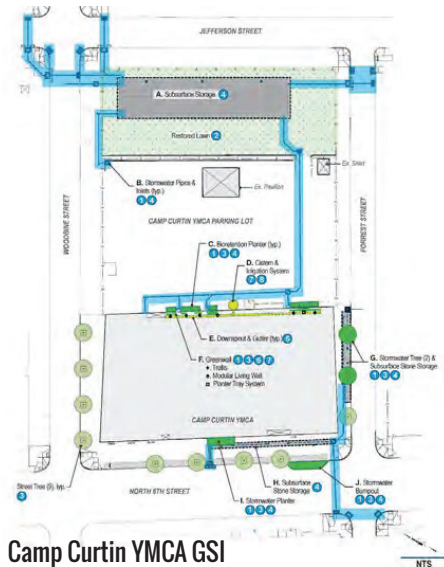 JEFFERSON STREET
A. Subsurface Storage 4
Restored Lawn 2
B. Stormwater Pipes &
Inlets (typ.)
1 4
Ex. Pavilion
Ex. Shed
WOODBINE STREET
FORREST STREET
CAMP CURTIN YMCA PARKING LOT
C. Bioretention Planter (typ.)
1 3 4
D. Cistern &
Irrigation System
7 8
E. Downspout & Gutter (typ.) 5
F. Greenwall 1 3 6 7
Trellis
Modular Living Wall
Planter Tray System
G. Stormwater Tree (2) &
Subsurface Stone Storage
1 3 4
CAMP CURTIN YMCA
Street Tree (9), typ.
3
NORTH 6TH STREET
H. Subsurface
Stone Storage 4
I. Stormwater Planter
1 3 4
J. Stormwater
Bumpout
1 3 4
Camp Curtin YMCA GSI
NTS